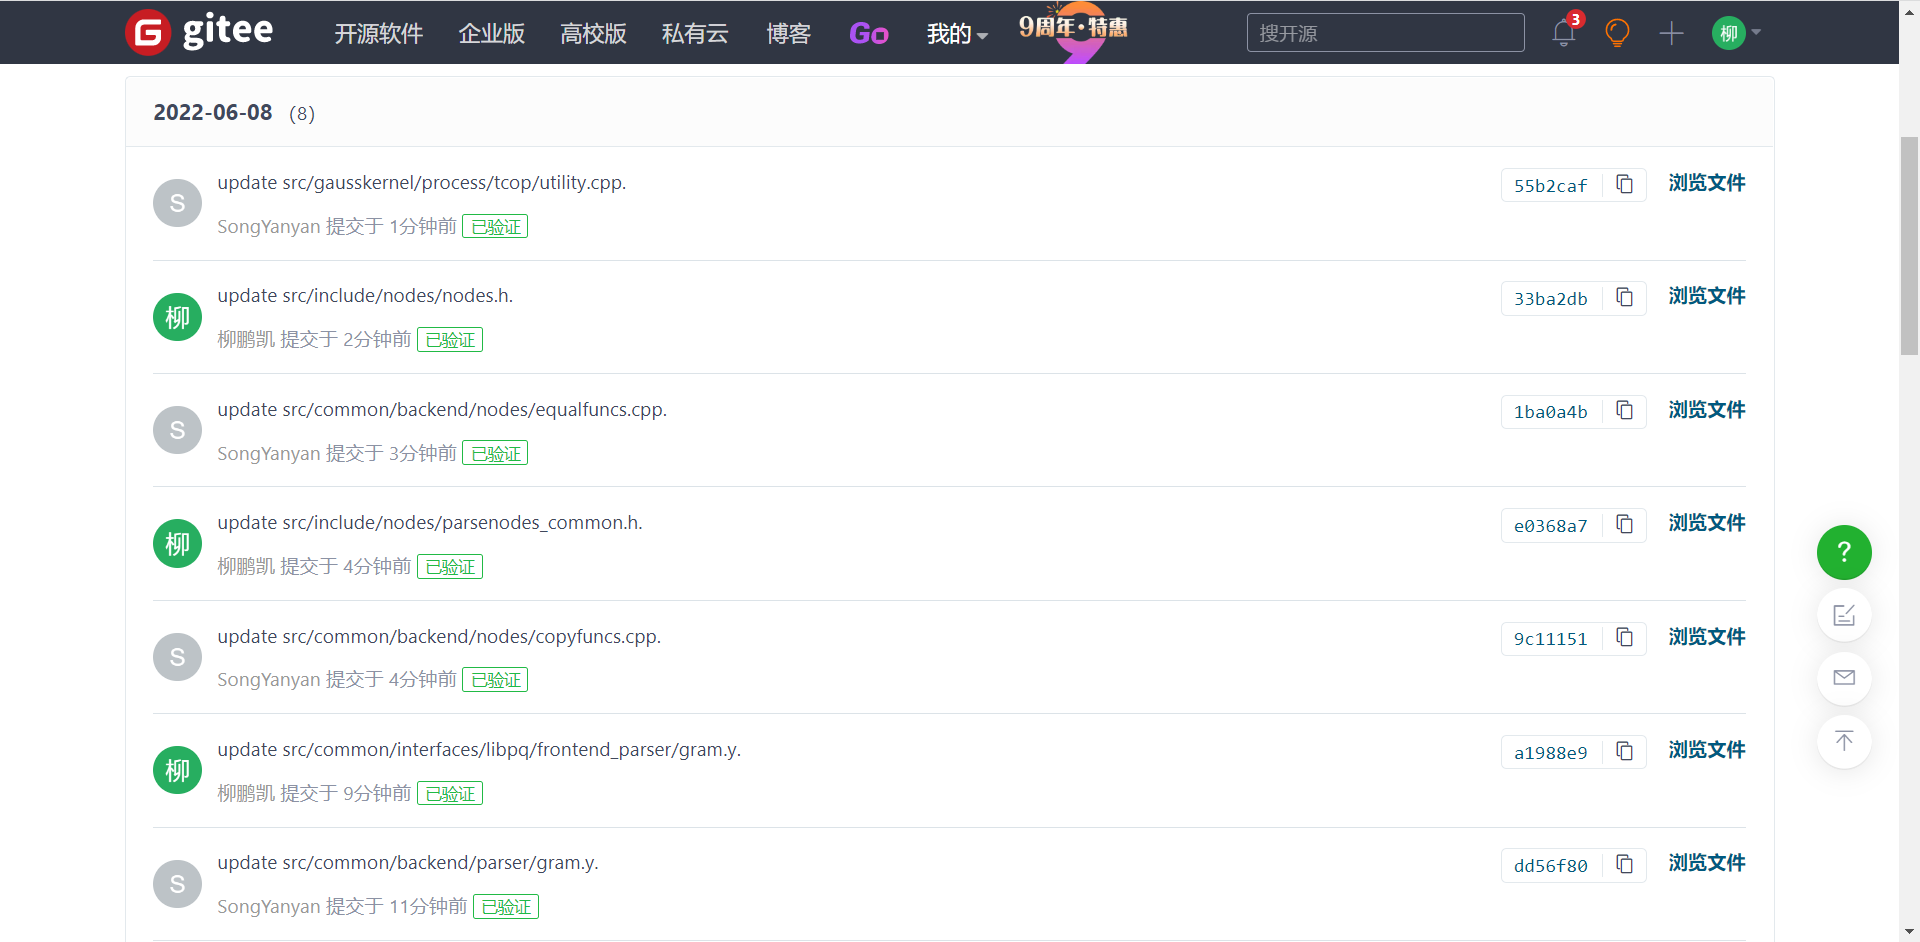 gitee 开源软件 企业版 高校版 私有云 博客 Go 我的 9周年·特惠 搜开源 3 柳
2022-06-08 (8)
S update src/gausskernel/process/tcop/utility.cpp. 55b2caf 浏览文件
SongYanyan 提交于 1分钟前 已验证
柳 update src/include/nodes/nodes.h. 33ba2db 浏览文件
柳鹏凯 提交于 2分钟前 已验证
S update src/common/backend/nodes/equalfuncs.cpp. 1ba0a4b 浏览文件
SongYanyan 提交于 3分钟前 已验证
柳 update src/include/nodes/parsenodes_common.h. e0368a7 浏览文件
柳鹏凯 提交于 4分钟前 已验证
?
S update src/common/backend/nodes/copyfuncs.cpp. 9c11151 浏览文件
SongYanyan 提交于 4分钟前 已验证
柳 update src/common/interfaces/libpq/frontend_parser/gram.y. a1988e9 浏览文件
柳鹏凯 提交于 9分钟前 已验证
S update src/common/backend/parser/gram.y. dd56f80 浏览文件
SongYanyan 提交于 11分钟前 已验证